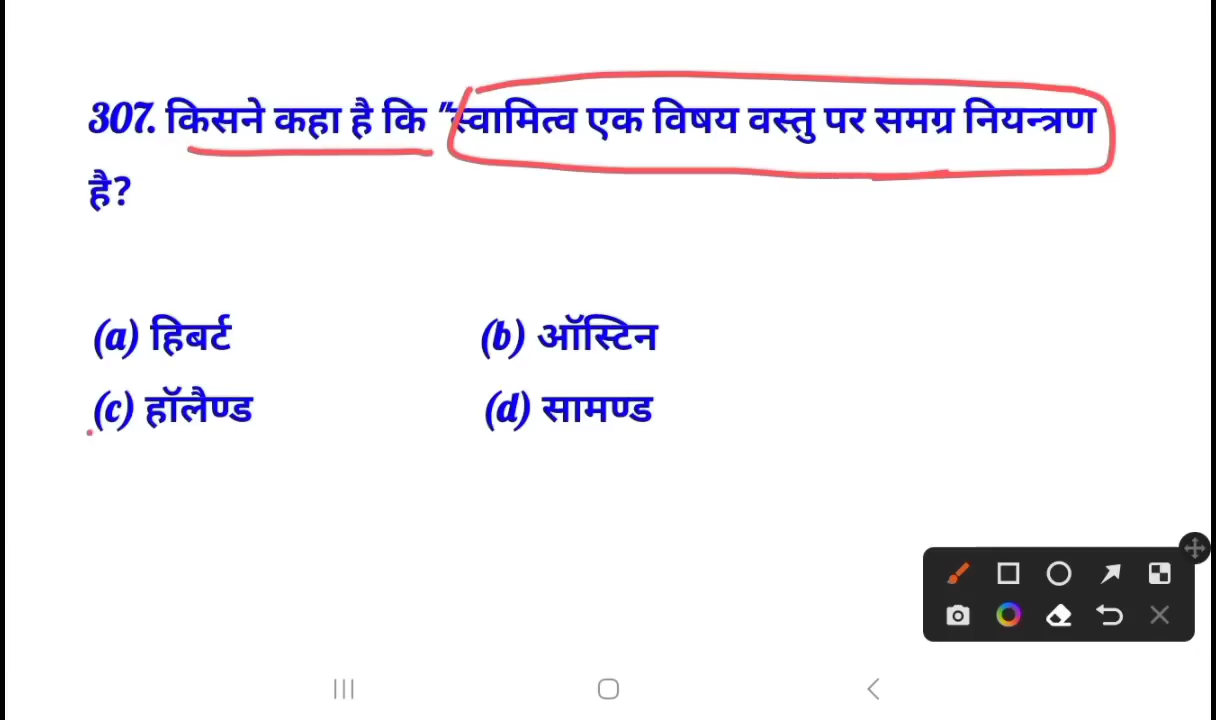 307. किसने कहा है कि "स्वामित्व एक विषय वस्तु पर समग्र नियन्त्रण
है?
(a) हिबर्ट (b) ऑस्टिन
(c) हॉलैण्ड (d) सामण्ड